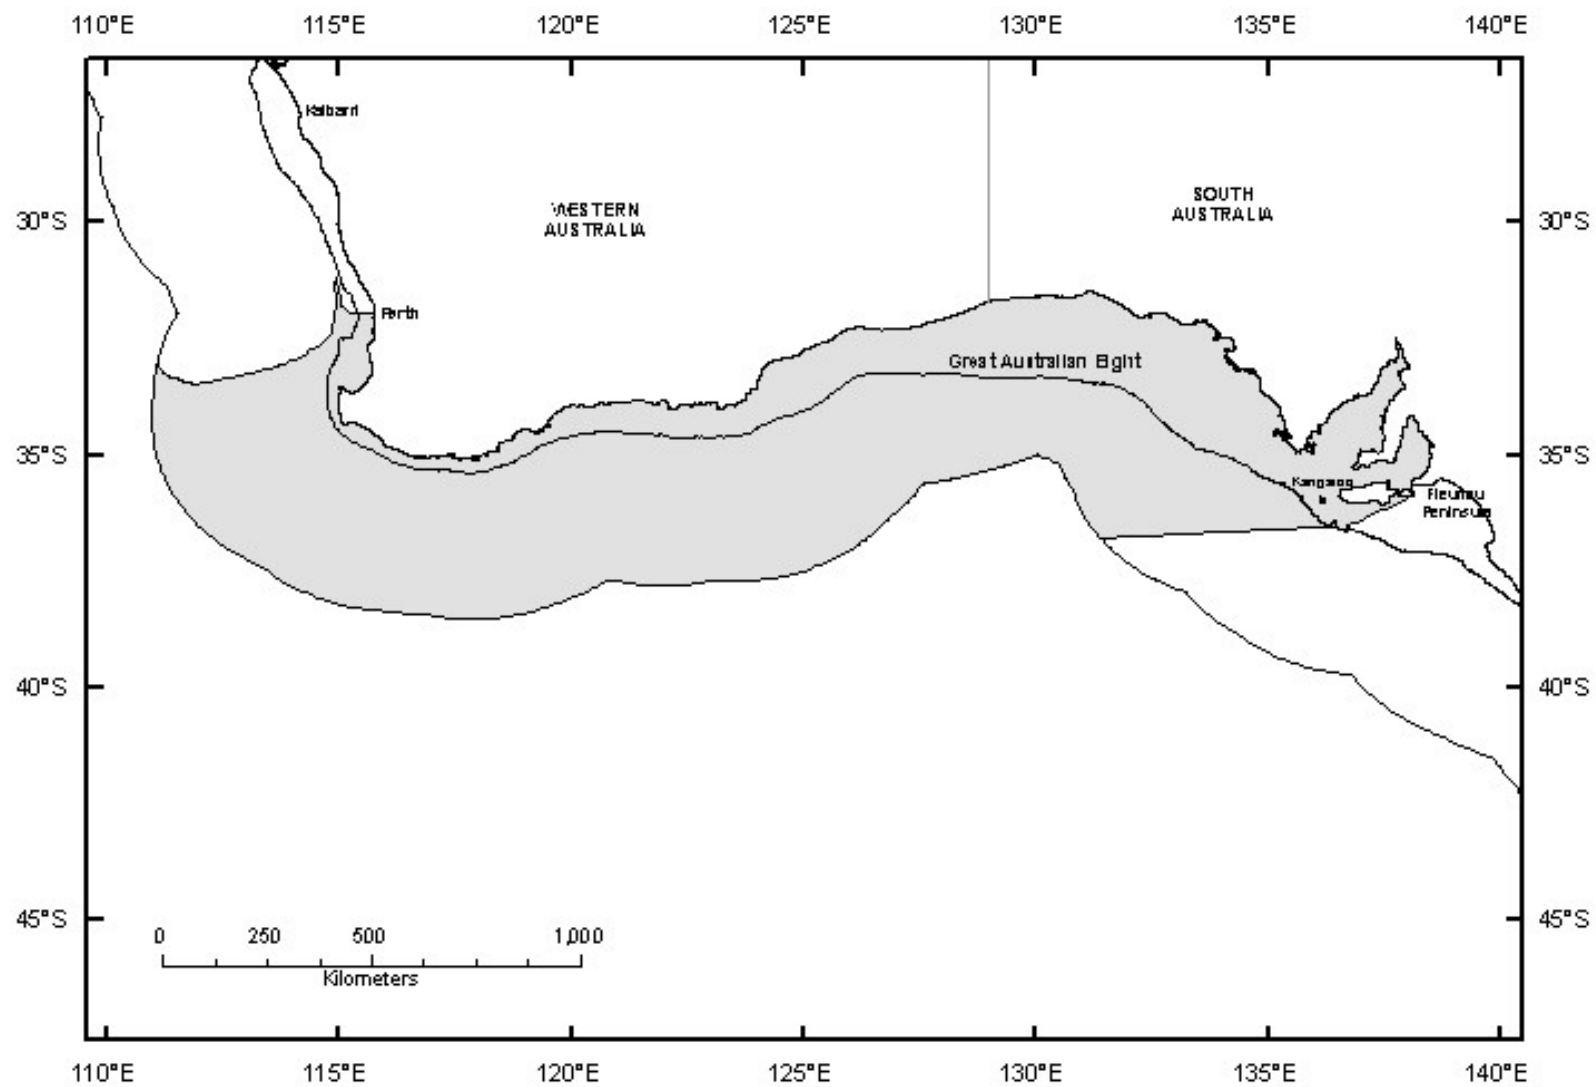 110°E 115°E 120°E 125°E 130°E 135°E 140°E
Kalbarri
30°S
WESTERN
AUSTRALIA
SOUTH
AUSTRALIA
30°S
Perth
Great Australian Bight
35°S
35°S
Kangaroo
Fleurieu
Peninsula
40°S
40°S
45°S
45°S
0 250 500 1,000
Kilometers
110°E 115°E 120°E 125°E 130°E 135°E 140°E